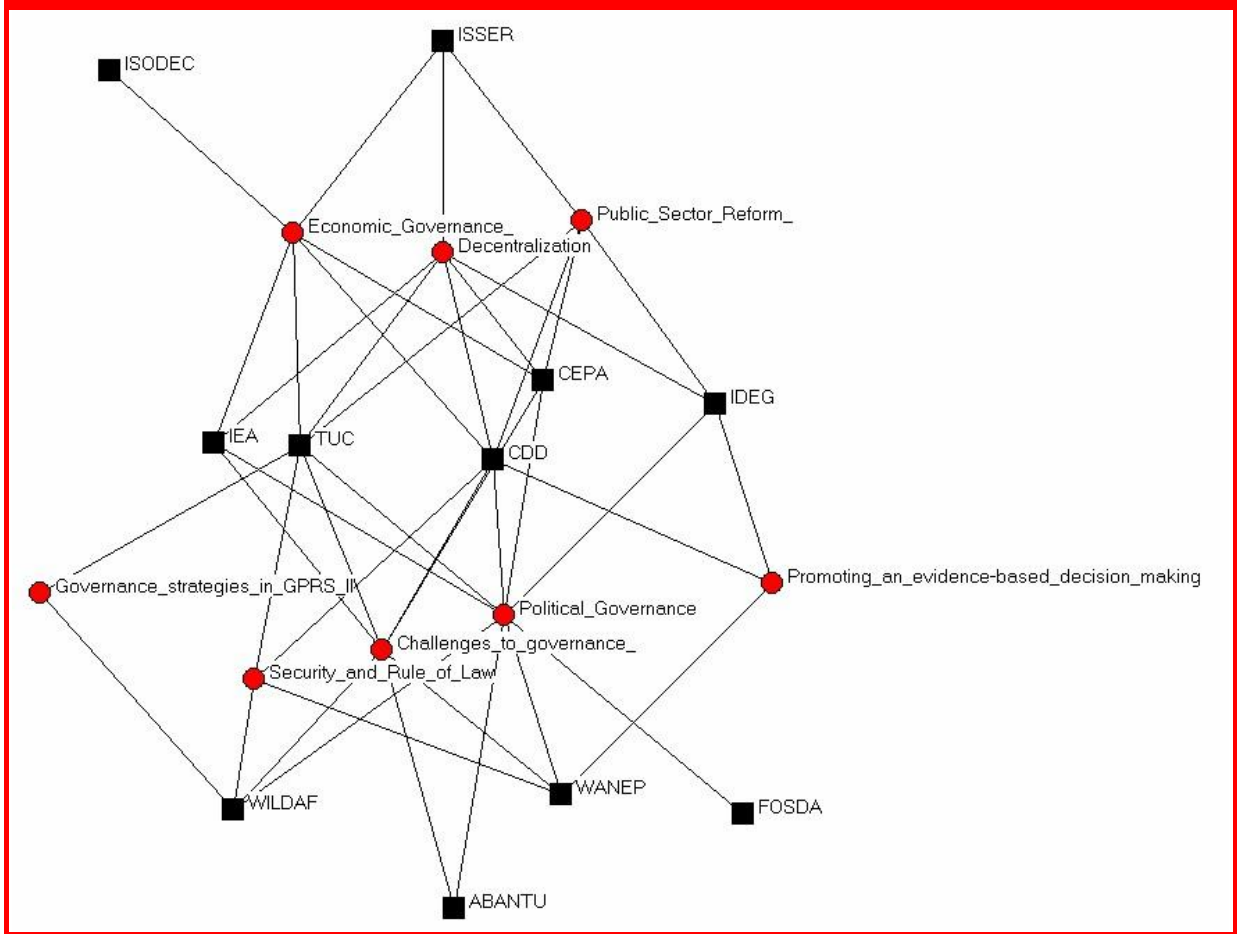 ISSER
ISODEC
Public_Sector_Reform_
Economic_Governance_
Decentralization
CEPA
IDEG
IEA
TUC
CDD
Promoting_an_evidence-based_decision_making
Governance_strategies_in_GPRS_II
Political_Governance
Challenges_to_governance_
Security_and_Rule_of_Law
WANEP
WILDAF
FOSDA
ABANTU